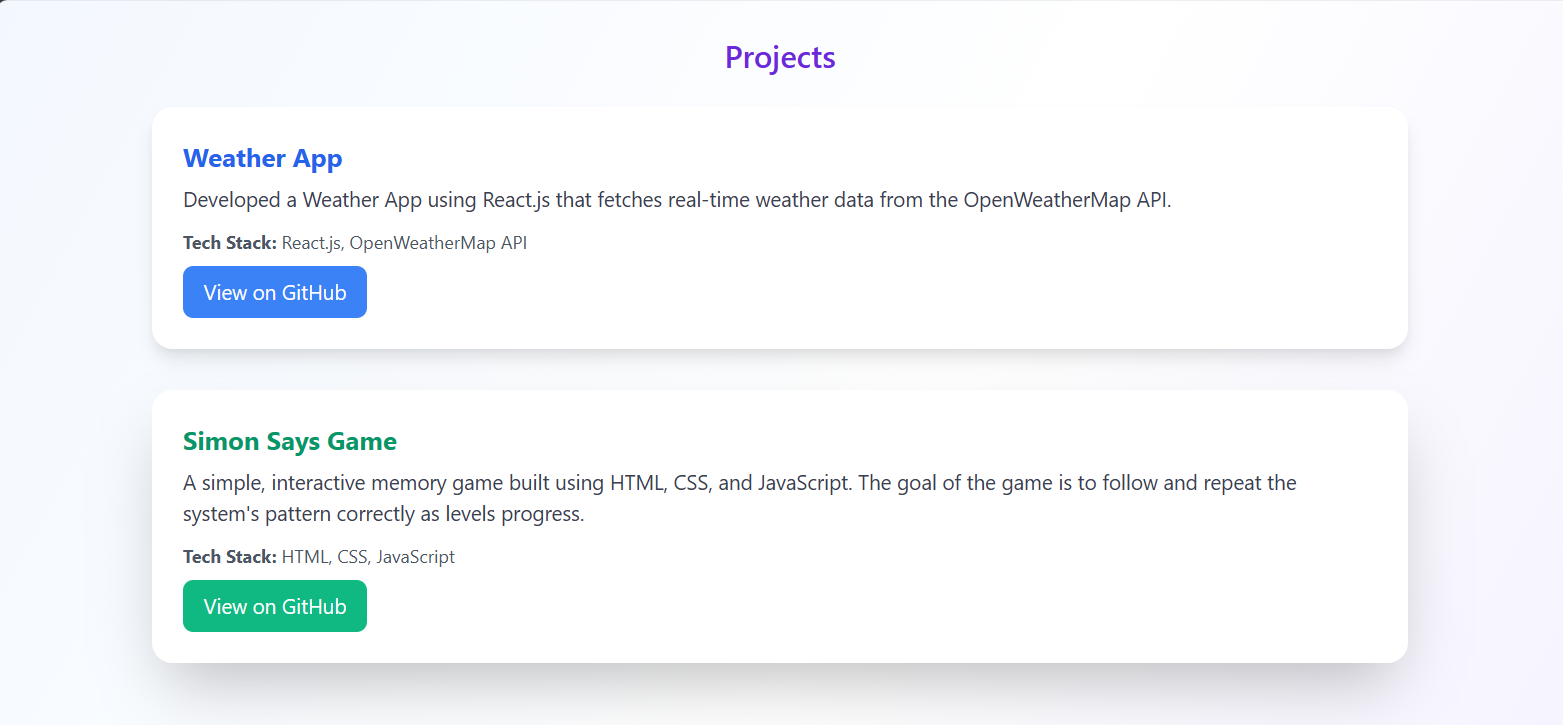 Projects
Weather App
Developed a Weather App using React.js that fetches real-time weather data from the OpenWeatherMap API.
Tech Stack: React.js, OpenWeatherMap API
View on GitHub
Simon Says Game
A simple, interactive memory game built using HTML, CSS, and JavaScript. The goal of the game is to follow and repeat the
system's pattern correctly as levels progress.
Tech Stack: HTML, CSS, JavaScript
View on GitHub